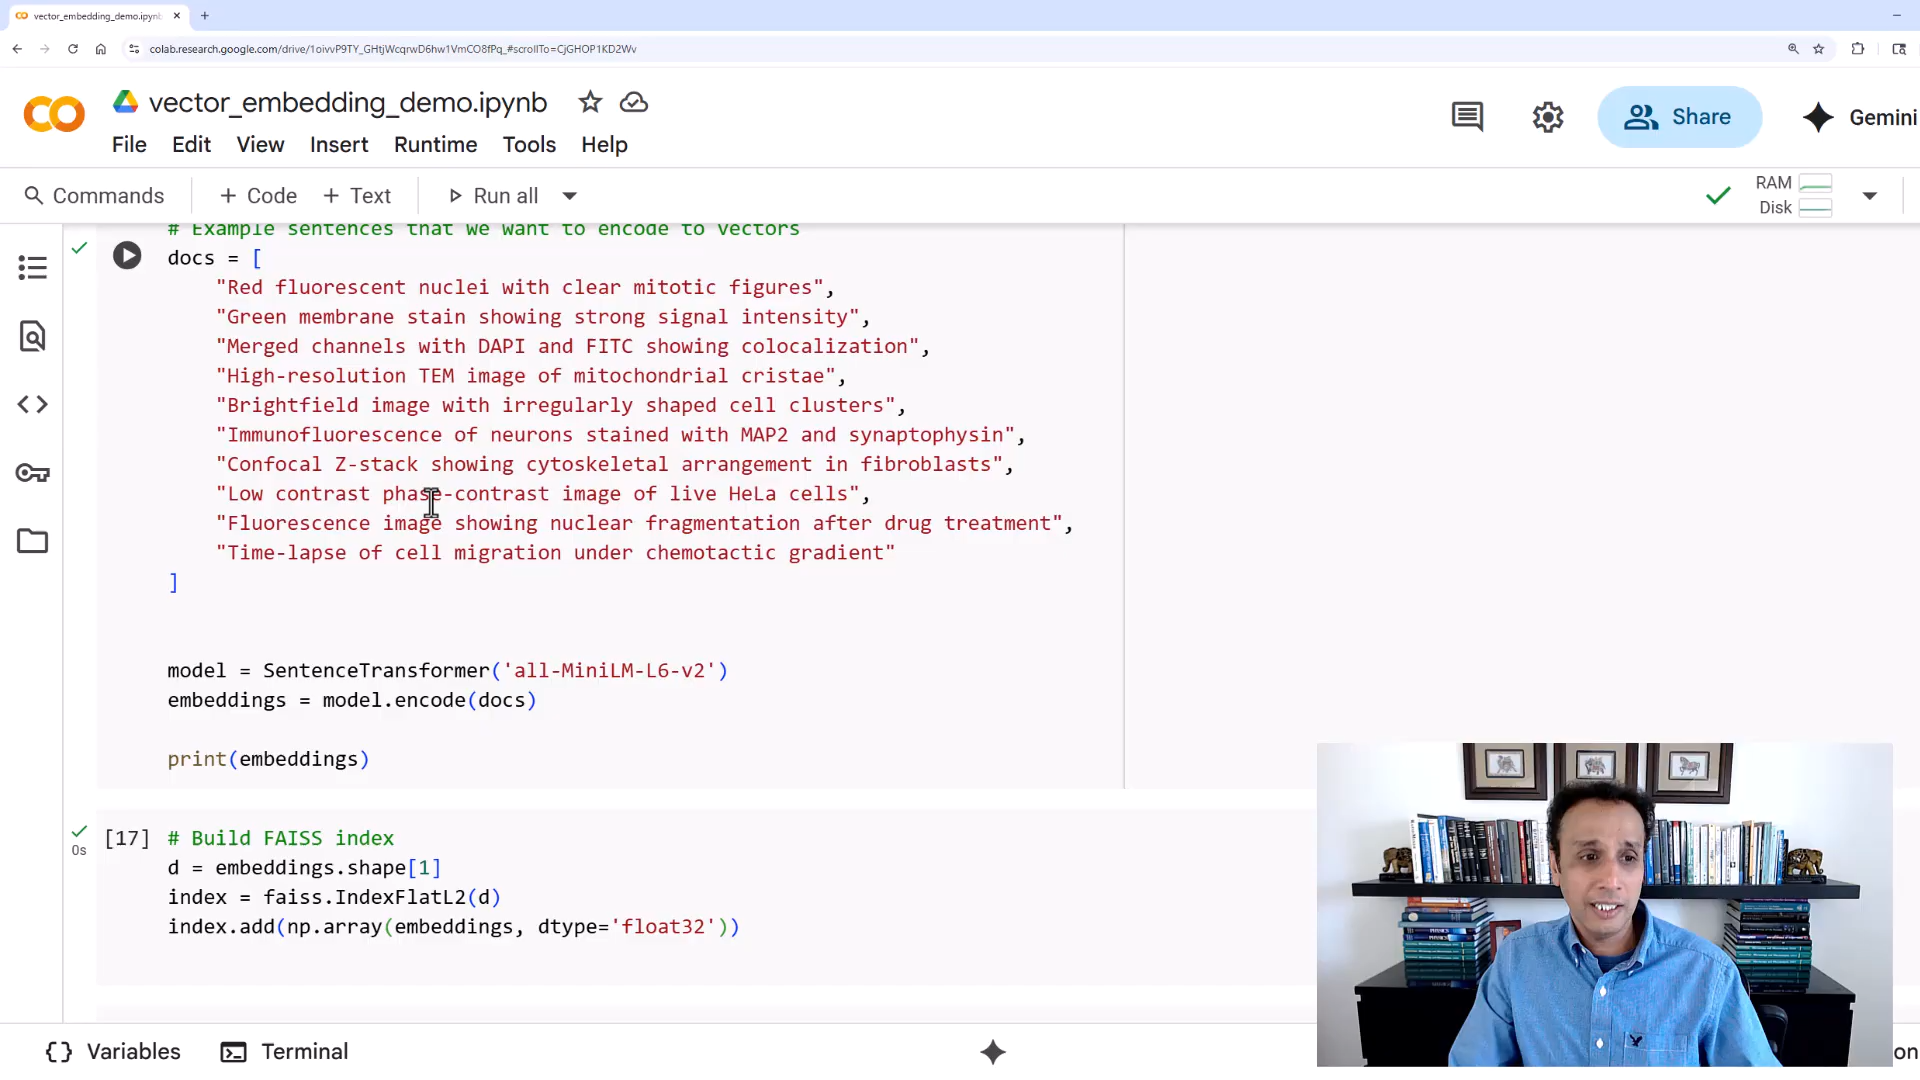 vector_embedding_demo.ipynb
colab.research.google.com/drive/1oivvP9TY_GHtjWcqrwD6hw1VmCO8fPq_#scrollTo=CjGHOP1KD2Wv
vector_embedding_demo.ipynb
File Edit View Insert Runtime Tools Help
Share
Gemini
Commands + Code + Text Run all
RAM
Disk
# Example sentences that we want to encode to vectors
docs = [
"Red fluorescent nuclei with clear mitotic figures",
"Green membrane stain showing strong signal intensity",
"Merged channels with DAPI and FITC showing colocalization",
"High-resolution TEM image of mitochondrial cristae",
"Brightfield image with irregularly shaped cell clusters",
"Immunofluorescence of neurons stained with MAP2 and synaptophysin",
"Confocal Z-stack showing cytoskeletal arrangement in fibroblasts",
"Low contrast phase-contrast image of live HeLa cells",
"Fluorescence image showing nuclear fragmentation after drug treatment",
"Time-lapse of cell migration under chemotactic gradient"
]
model = SentenceTransformer('all-MiniLM-L6-v2')
embeddings = model.encode(docs)
print(embeddings)
[17] # Build FAISS index
0s
d = embeddings.shape[1]
index = faiss.IndexFlatL2(d)
index.add(np.array(embeddings, dtype='float32'))
{} Variables Terminal
on